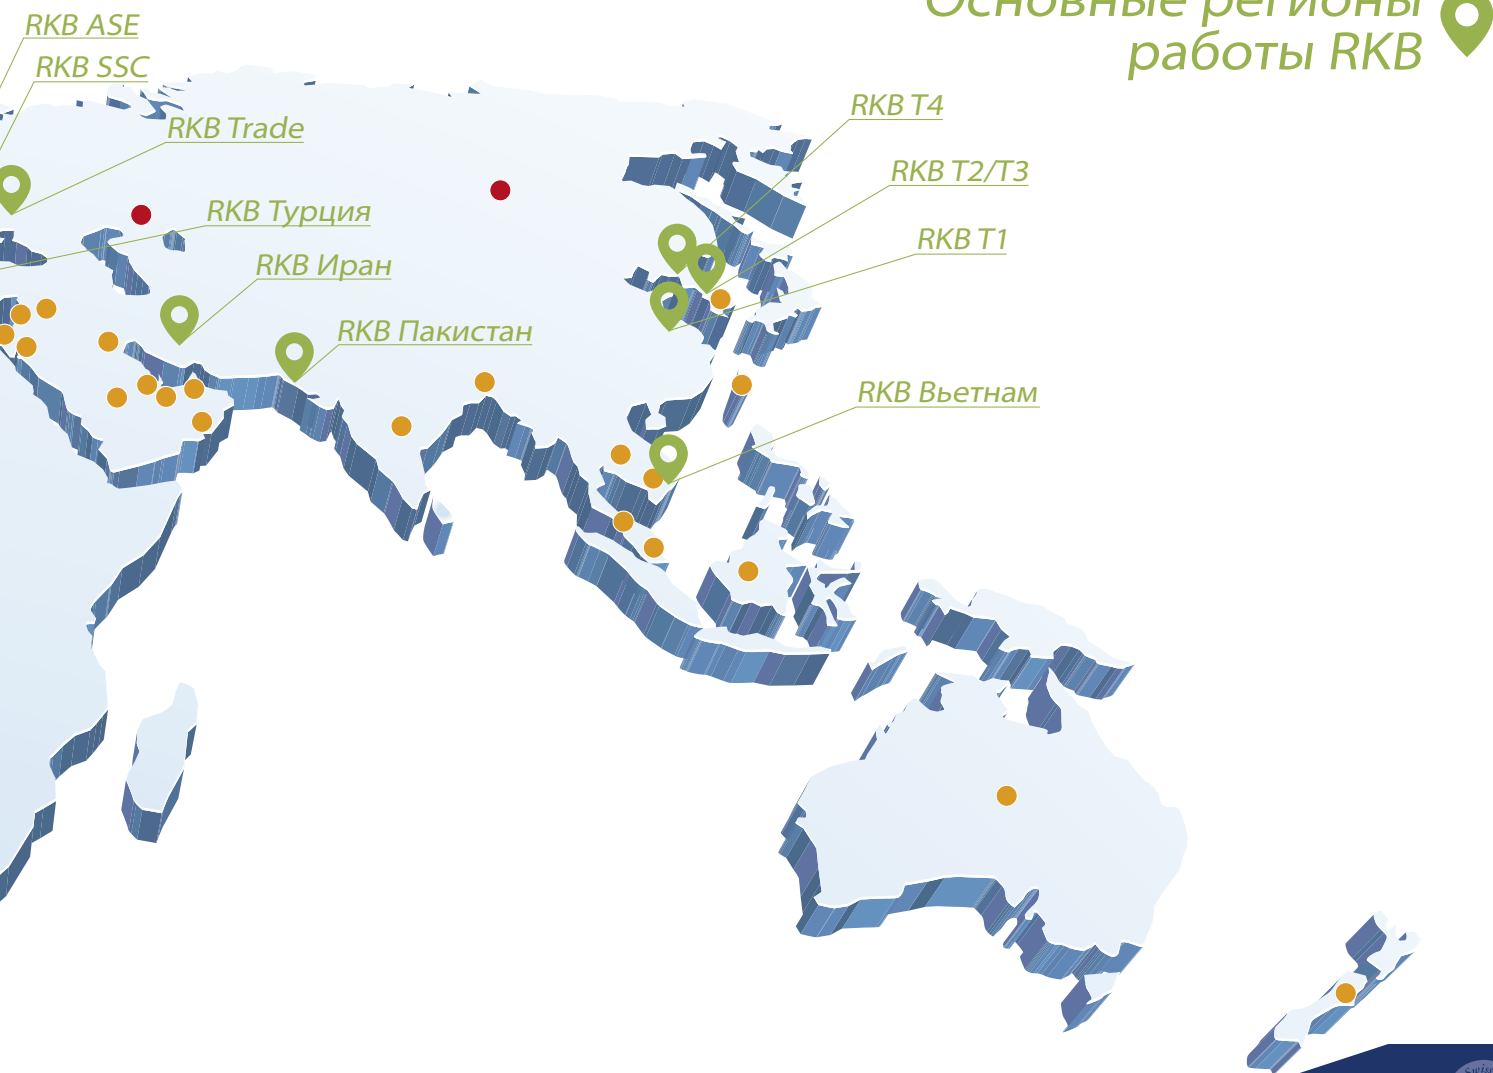 Основные регионы
работы RKB
RKB ASE
RKB SSC
RKB Trade
RKB T4
RKB T2/T3
RKB Турция
RKB T1
RKB Иран
RKB Пакистан
RKB Вьетнам